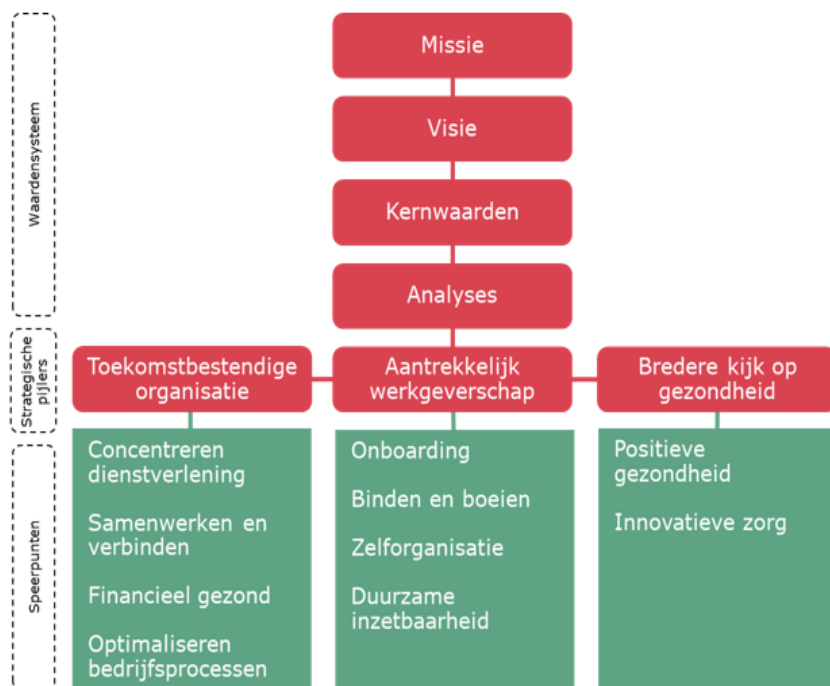 Waardensysteem
Missie
Visie
Kernwaarden
Analyses
Strategische
pijlers
Toekomstbestendige
organisatie
Aantrekkelijk
werkgeverschap
Bredere kijk op
gezondheid
Speerpunten
Concentreren
dienstverlening
Samenwerken en
verbinden
Financieel gezond
Optimaliseren
bedrijfsprocessen
Onboarding
Binden en boeien
Zelforganisatie
Duurzame
inzetbaarheid
Positieve
gezondheid
Innovatieve zorg